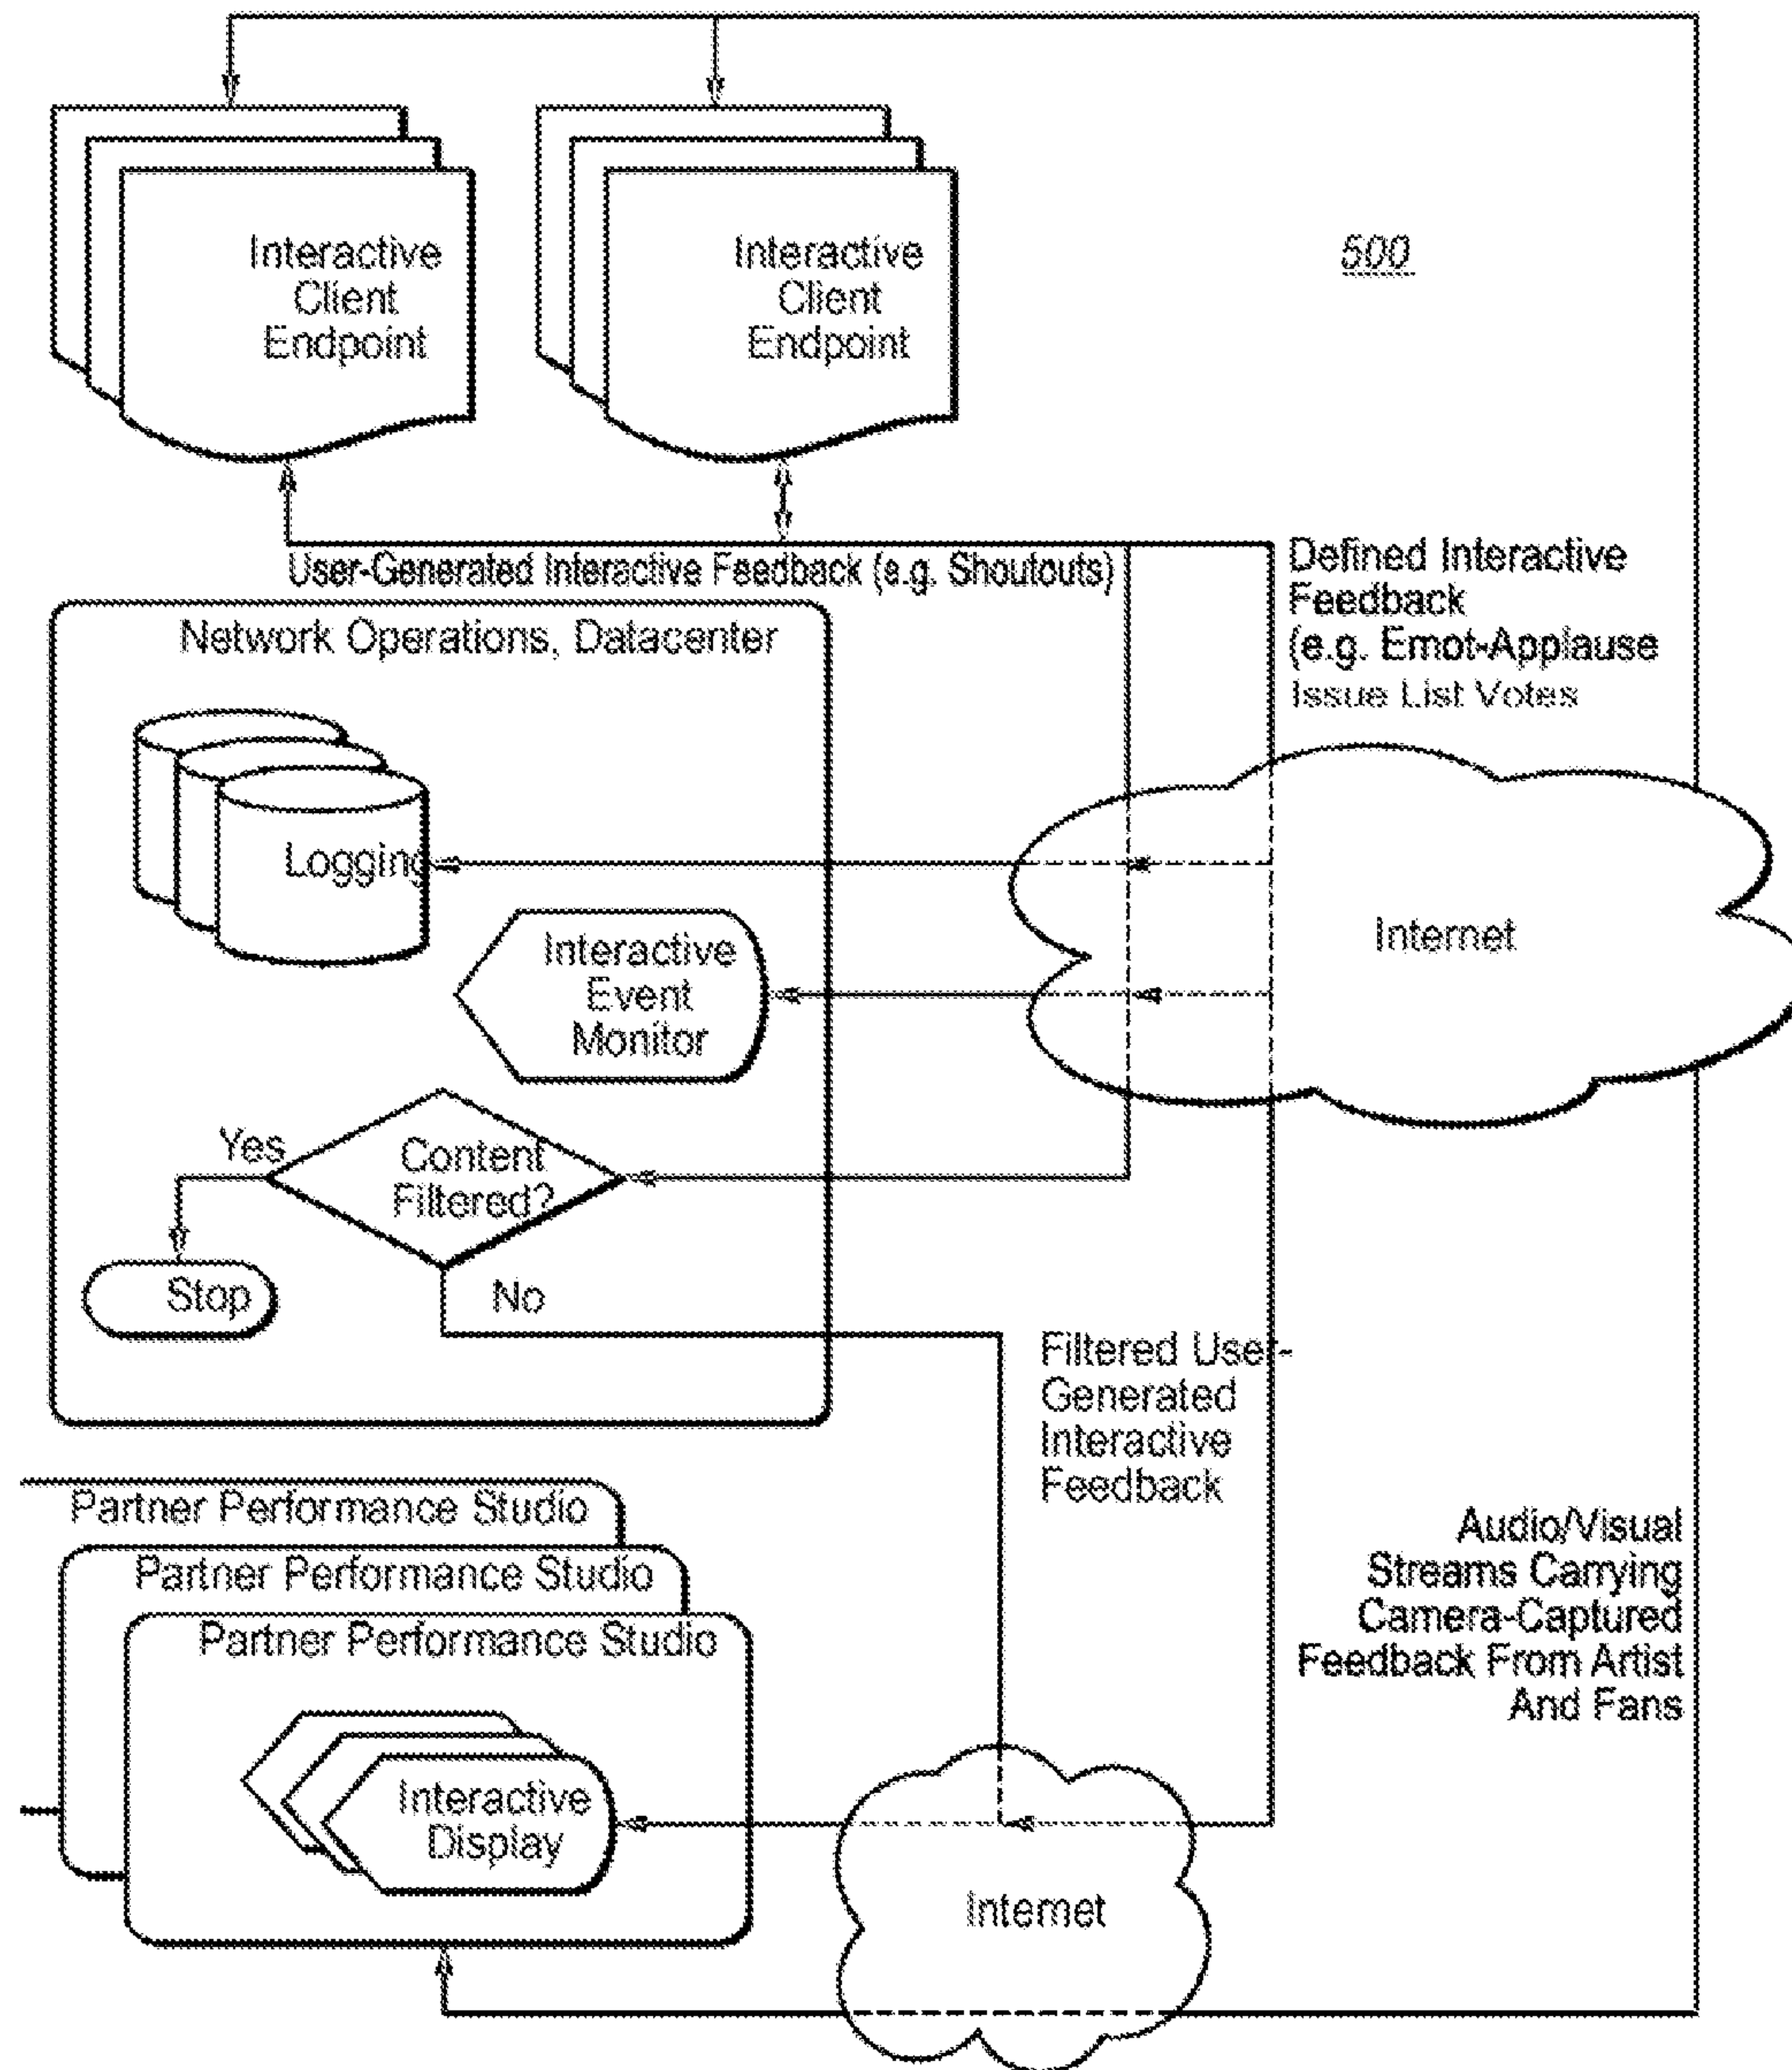 Interactive
Client
Endpoint
Interactive
Client
Endpoint
500
User-Generated Interactive Feedback (e.g. Shoutouts)
Defined Interactive
Feedback
(e.g. Emot-Applause
Issue List Votes
Network Operations, Datacenter
Logging
Interactive
Event
Monitor
Internet
Yes
Content
Filtered?
Stop
No
Filtered User-
Generated
Interactive
Feedback
Partner Performance Studio
Partner Performance Studio
Partner Performance Studio
Audio/Visual
Streams Carrying
Camera-Captured
Feedback From Artist
And Fans
Interactive
Display
Internet